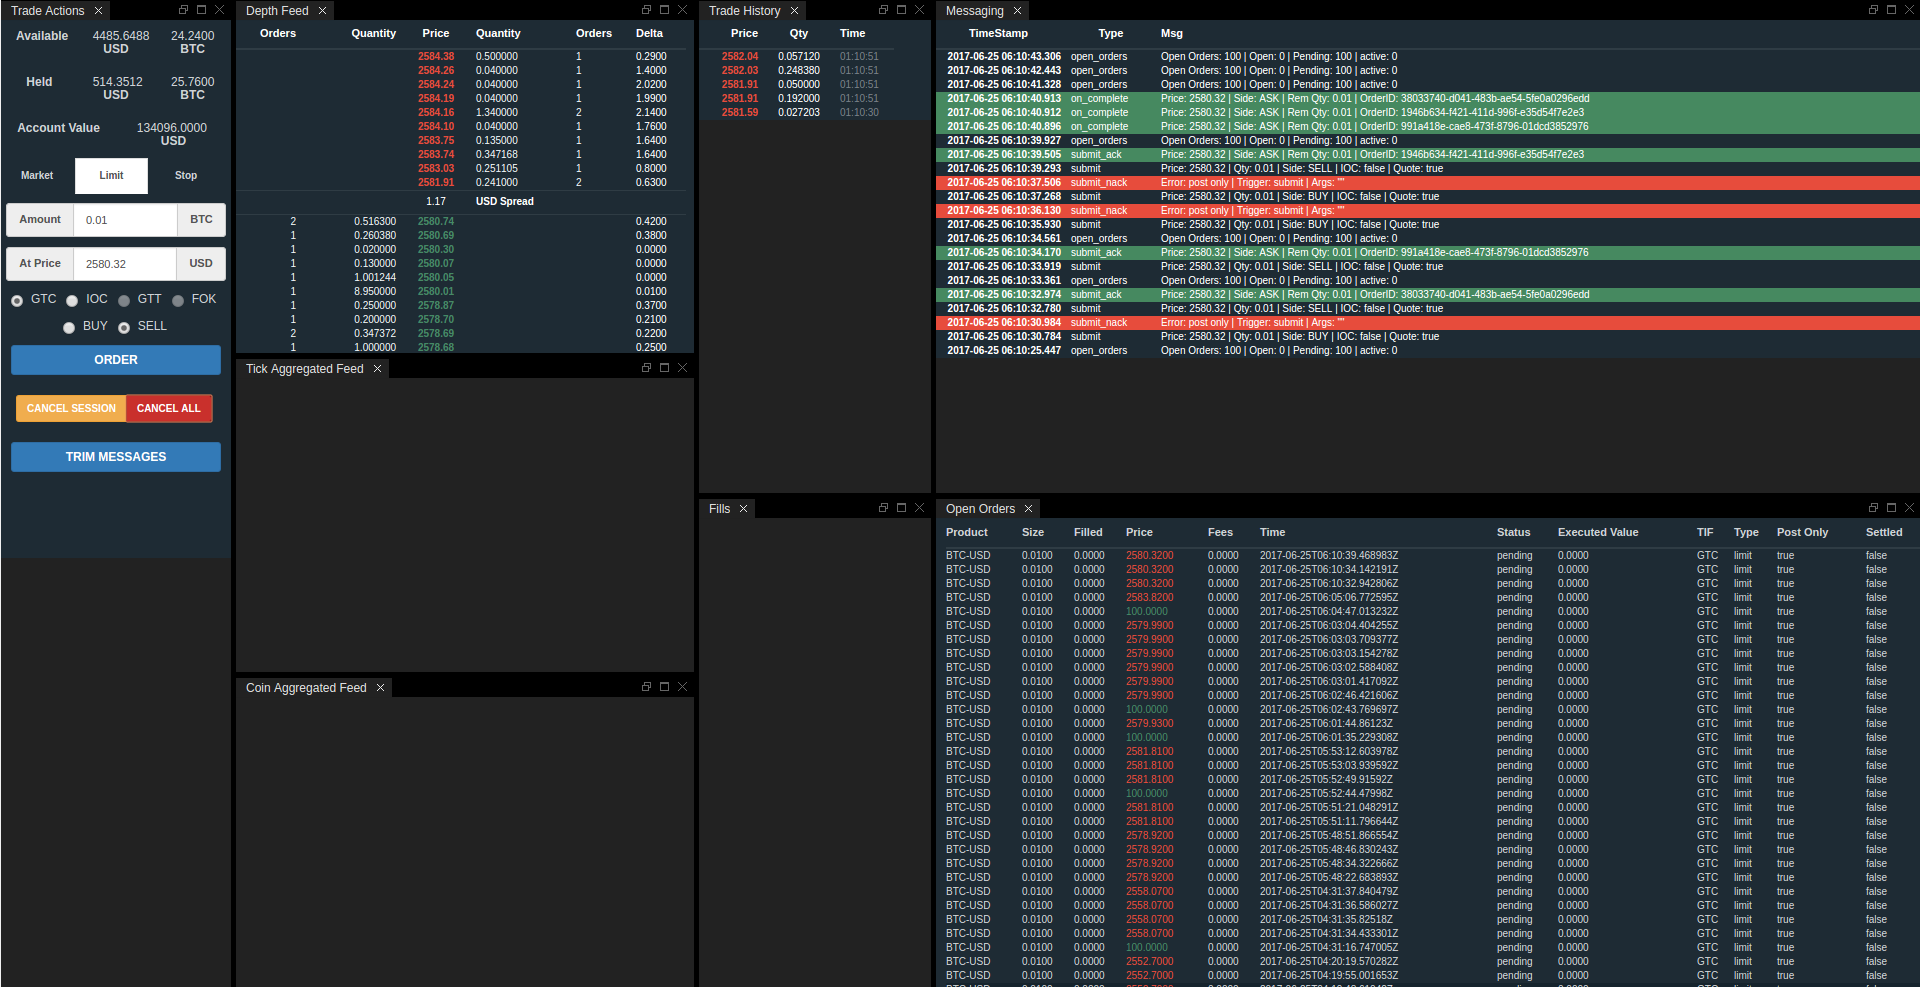 Trade Actions
Available 4485.6488 24.2400
USD BTC
Held 514.3512 25.7600
USD BTC
Account Value 134096.0000
USD
Market Limit Stop
Amount 0.01 BTC
At Price 2580.32 USD
GTC IOC GTT FOK
BUY SELL
ORDER
CANCEL SESSION CANCEL ALL
TRIM MESSAGES
Depth Feed
Orders Quantity Price Quantity Orders Delta
2584.38 0.500000 1 0.2900
2584.26 0.040000 1 1.4000
2584.24 0.040000 1 2.0200
2584.19 0.040000 1 1.9900
2584.16 1.340000 2 2.1400
2584.10 0.040000 1 1.7600
2583.75 0.135000 1 1.6400
2583.74 0.347168 1 1.6400
2583.03 0.251105 1 0.8000
2581.91 0.241000 2 0.6300
1.17 USD Spread
2 0.516300 2580.74 0.4200
1 0.260380 2580.69 0.3800
1 0.020000 2580.30 0.0000
1 0.130000 2580.07 0.0000
1 1.001244 2580.05 0.0000
1 8.950000 2580.01 0.0100
1 0.250000 2578.87 0.3700
1 0.200000 2578.70 0.2100
2 0.347372 2578.69 0.2200
1 1.000000 2578.68 0.2500
Tick Aggregated Feed
Coin Aggregated Feed
Trade History
Price Qty Time
2582.04 0.057120 01:10:51
2582.03 0.248380 01:10:51
2581.91 0.050000 01:10:51
2581.91 0.192000 01:10:51
2581.59 0.027203 01:10:30
Fills
Messaging
TimeStamp Type Msg
2017-06-25 06:10:43.306 open_orders Open Orders: 100 | Open: 0 | Pending: 100 | active: 0
2017-06-25 06:10:42.443 open_orders Open Orders: 100 | Open: 0 | Pending: 100 | active: 0
2017-06-25 06:10:41.328 open_orders Open Orders: 100 | Open: 0 | Pending: 100 | active: 0
2017-06-25 06:10:40.913 on_complete Price: 2580.32 | Side: ASK | Rem Qty: 0.01 | OrderID: 38033740-d041-483b-ae54-5fe0a0296edd
2017-06-25 06:10:40.912 on_complete Price: 2580.32 | Side: ASK | Rem Qty: 0.01 | OrderID: 1946b634-f421-411d-996f-e35d54f7e2e3
2017-06-25 06:10:40.896 on_complete Price: 2580.32 | Side: ASK | Rem Qty: 0.01 | OrderID: 991a418e-cae8-473f-8796-01dcd3852976
2017-06-25 06:10:39.927 open_orders Open Orders: 100 | Open: 0 | Pending: 100 | active: 0
2017-06-25 06:10:39.505 submit_ack Price: 2580.32 | Side: ASK | Rem Qty: 0.01 | OrderID: 1946b634-f421-411d-996f-e35d54f7e2e3
2017-06-25 06:10:39.293 submit Price: 2580.32 | Qty: 0.01 | Side: SELL | IOC: false | Quote: true
2017-06-25 06:10:37.506 submit_nack Error: post only | Trigger: submit | Args: ""
2017-06-25 06:10:37.268 submit Price: 2580.32 | Qty: 0.01 | Side: BUY | IOC: false | Quote: true
2017-06-25 06:10:36.130 submit_nack Error: post only | Trigger: submit | Args: ""
2017-06-25 06:10:35.930 submit Price: 2580.32 | Qty: 0.01 | Side: BUY | IOC: false | Quote: true
2017-06-25 06:10:34.561 open_orders Open Orders: 100 | Open: 0 | Pending: 100 | active: 0
2017-06-25 06:10:34.170 submit_ack Price: 2580.32 | Side: ASK | Rem Qty: 0.01 | OrderID: 991a418e-cae8-473f-8796-01dcd3852976
2017-06-25 06:10:33.919 submit Price: 2580.32 | Qty: 0.01 | Side: SELL | IOC: false | Quote: true
2017-06-25 06:10:33.361 open_orders Open Orders: 100 | Open: 0 | Pending: 100 | active: 0
2017-06-25 06:10:32.974 submit_ack Price: 2580.32 | Side: ASK | Rem Qty: 0.01 | OrderID: 38033740-d041-483b-ae54-5fe0a0296edd
2017-06-25 06:10:32.780 submit Price: 2580.32 | Qty: 0.01 | Side: SELL | IOC: false | Quote: true
2017-06-25 06:10:30.984 submit_nack Error: post only | Trigger: submit | Args: ""
2017-06-25 06:10:30.784 submit Price: 2580.32 | Qty: 0.01 | Side: BUY | IOC: false | Quote: true
2017-06-25 06:10:25.447 open_orders Open Orders: 100 | Open: 0 | Pending: 100 | active: 0
Open Orders
Product Size Filled Price Fees Time Status Executed Value TIF Type Post Only Settled
BTC-USD 0.0100 0.0000 2580.3200 0.0000 2017-06-25T06:10:39.468983Z pending 0.0000 GTC limit true false
BTC-USD 0.0100 0.0000 2580.3200 0.0000 2017-06-25T06:10:34.142191Z pending 0.0000 GTC limit true false
BTC-USD 0.0100 0.0000 2580.3200 0.0000 2017-06-25T06:10:32.942806Z pending 0.0000 GTC limit true false
BTC-USD 0.0100 0.0000 2583.8200 0.0000 2017-06-25T06:05:06.772595Z pending 0.0000 GTC limit true false
BTC-USD 0.0100 0.0000 100.0000 0.0000 2017-06-25T06:04:47.013232Z pending 0.0000 GTC limit true false
BTC-USD 0.0100 0.0000 2579.9900 0.0000 2017-06-25T06:03:04.404255Z pending 0.0000 GTC limit true false
BTC-USD 0.0100 0.0000 2579.9900 0.0000 2017-06-25T06:03:03.709377Z pending 0.0000 GTC limit true false
BTC-USD 0.0100 0.0000 2579.9900 0.0000 2017-06-25T06:03:03.154278Z pending 0.0000 GTC limit true false
BTC-USD 0.0100 0.0000 2579.9900 0.0000 2017-06-25T06:03:02.588408Z pending 0.0000 GTC limit true false
BTC-USD 0.0100 0.0000 2579.9900 0.0000 2017-06-25T06:03:01.417092Z pending 0.0000 GTC limit true false
BTC-USD 0.0100 0.0000 2579.9900 0.0000 2017-06-25T06:02:46.421606Z pending 0.0000 GTC limit true false
BTC-USD 0.0100 0.0000 100.0000 0.0000 2017-06-25T06:02:43.769697Z pending 0.0000 GTC limit true false
BTC-USD 0.0100 0.0000 2579.9300 0.0000 2017-06-25T06:01:44.86123Z pending 0.0000 GTC limit true false
BTC-USD 0.0100 0.0000 100.0000 0.0000 2017-06-25T06:01:35.229308Z pending 0.0000 GTC limit true false
BTC-USD 0.0100 0.0000 2581.8100 0.0000 2017-06-25T05:53:12.603978Z pending 0.0000 GTC limit true false
BTC-USD 0.0100 0.0000 2581.8100 0.0000 2017-06-25T05:53:03.939592Z pending 0.0000 GTC limit true false
BTC-USD 0.0100 0.0000 2581.8100 0.0000 2017-06-25T05:52:49.91592Z pending 0.0000 GTC limit true false
BTC-USD 0.0100 0.0000 100.0000 0.0000 2017-06-25T05:52:44.47998Z pending 0.0000 GTC limit true false
BTC-USD 0.0100 0.0000 2581.8100 0.0000 2017-06-25T05:51:21.048291Z pending 0.0000 GTC limit true false
BTC-USD 0.0100 0.0000 2581.8100 0.0000 2017-06-25T05:51:11.796644Z pending 0.0000 GTC limit true false
BTC-USD 0.0100 0.0000 2578.9200 0.0000 2017-06-25T05:48:51.866554Z pending 0.0000 GTC limit true false
BTC-USD 0.0100 0.0000 2578.9200 0.0000 2017-06-25T05:48:46.830243Z pending 0.0000 GTC limit true false
BTC-USD 0.0100 0.0000 2578.9200 0.0000 2017-06-25T05:48:34.322666Z pending 0.0000 GTC limit true false
BTC-USD 0.0100 0.0000 2578.9200 0.0000 2017-06-25T05:48:22.683893Z pending 0.0000 GTC limit true false
BTC-USD 0.0100 0.0000 2558.0700 0.0000 2017-06-25T04:31:37.840479Z pending 0.0000 GTC limit true false
BTC-USD 0.0100 0.0000 2558.0700 0.0000 2017-06-25T04:31:36.586027Z pending 0.0000 GTC limit true false
BTC-USD 0.0100 0.0000 2558.0700 0.0000 2017-06-25T04:31:35.82518Z pending 0.0000 GTC limit true false
BTC-USD 0.0100 0.0000 2558.0700 0.0000 2017-06-25T04:31:34.433301Z pending 0.0000 GTC limit true false
BTC-USD 0.0100 0.0000 100.0000 0.0000 2017-06-25T04:31:16.747005Z pending 0.0000 GTC limit true false
BTC-USD 0.0100 0.0000 2552.7000 0.0000 2017-06-25T04:20:19.570282Z pending 0.0000 GTC limit true false
BTC-USD 0.0100 0.0000 2552.7000 0.0000 2017-06-25T04:19:55.001653Z pending 0.0000 GTC limit true false